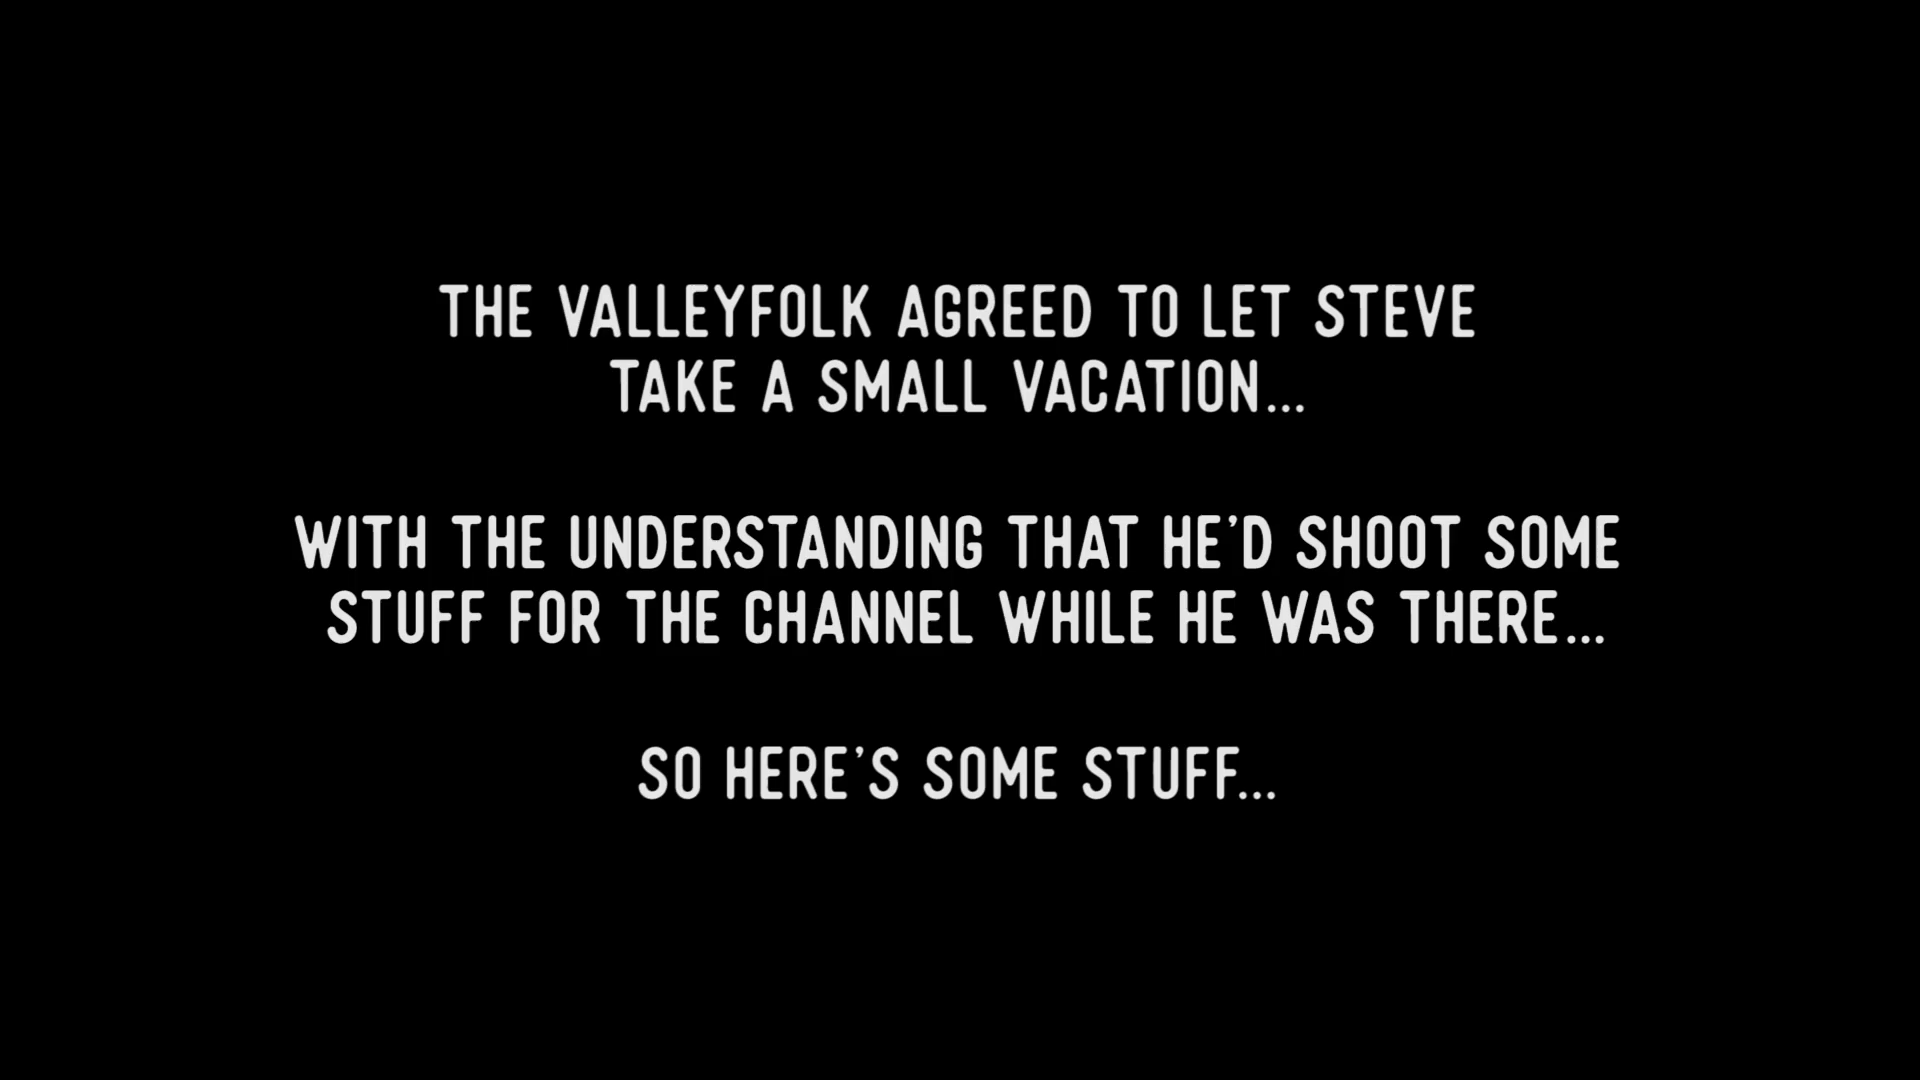 THE VALLEYFOLK AGREED TO LET STEVE
TAKE A SMALL VACATION...
WITH THE UNDERSTANDING THAT HE'D SHOOT SOME
STUFF FOR THE CHANNEL WHILE HE WAS THERE...
SO HERE'S SOME STUFF...